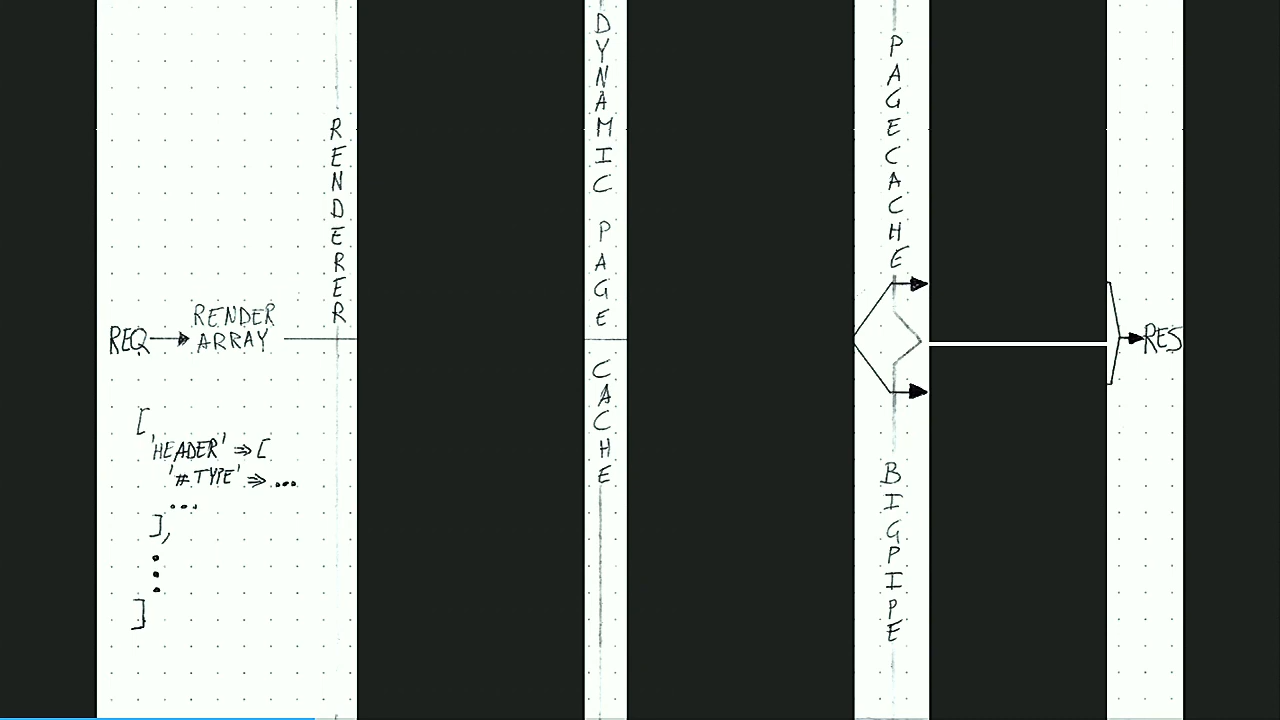 RENDERER
DYNAMIC PAGE CACHE
PAGECACHE
BIGPIPE
REQ
RENDER
ARRAY
RES
[
'HEADER' => [
'#TYPE' => ...
...
],
⋮
]